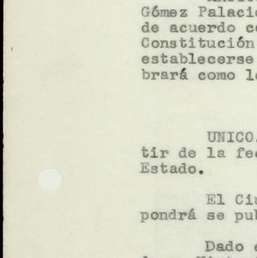 Gómez Palaci
de acuerdo c
Constitución
establecerse
brará como l
UNICO.
tir de la fe
Estado.
El Ci
pondrá se pu
Dado e